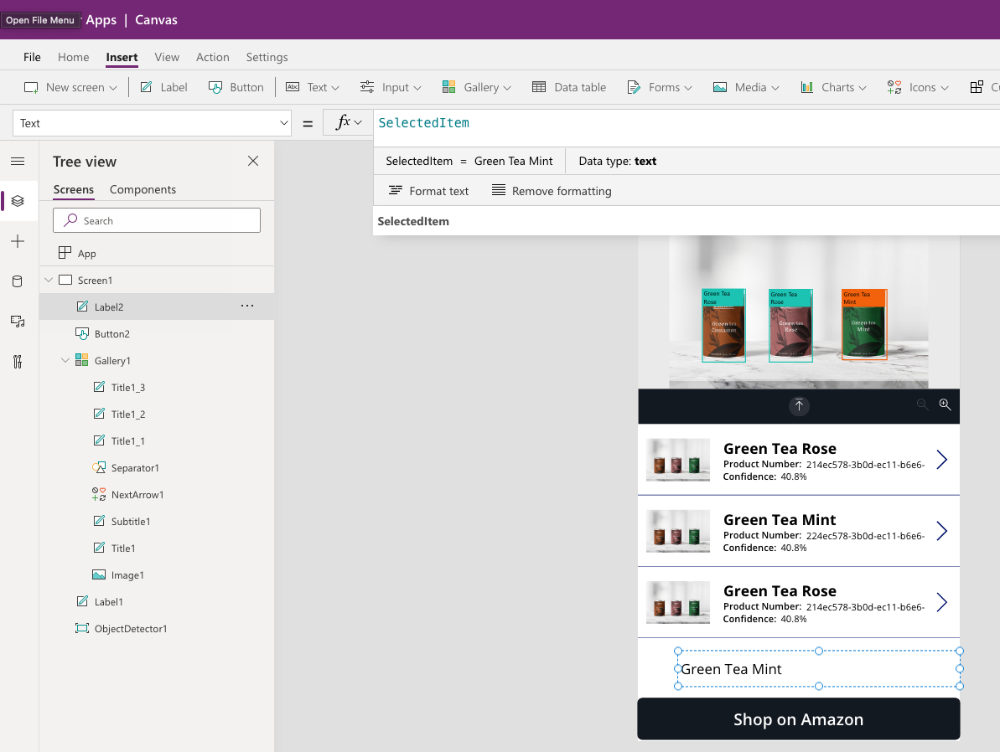 Open File Menu Apps | Canvas
File Home Insert View Action Settings
New screen Label Button Text Input Gallery Data table Forms Media Charts Icons
Text = fx SelectedItem
SelectedItem = Green Tea Mint Data type: text
Format text Remove formatting
SelectedItem
Tree view
Screens Components
Search
App
Screen1
Label2 ...
Button2
Gallery1
Title1_3
Title1_2
Title1_1
Separator1
NextArrow1
Subtitle1
Title1
Image1
Label1
ObjectDetector1
Green Tea
Rose
Green tea
Cinnamon
Green Tea
Rose
Green tea
Rose
Green Tea
Mint
Green tea
Mint
Green Tea Rose
Product Number: 214ec578-3b0d-ec11-b6e6-
Confidence: 40.8%
Green Tea Mint
Product Number: 224ec578-3b0d-ec11-b6e6-
Confidence: 40.8%
Green Tea Rose
Product Number: 214ec578-3b0d-ec11-b6e6-
Confidence: 40.8%
Green Tea Mint
Shop on Amazon